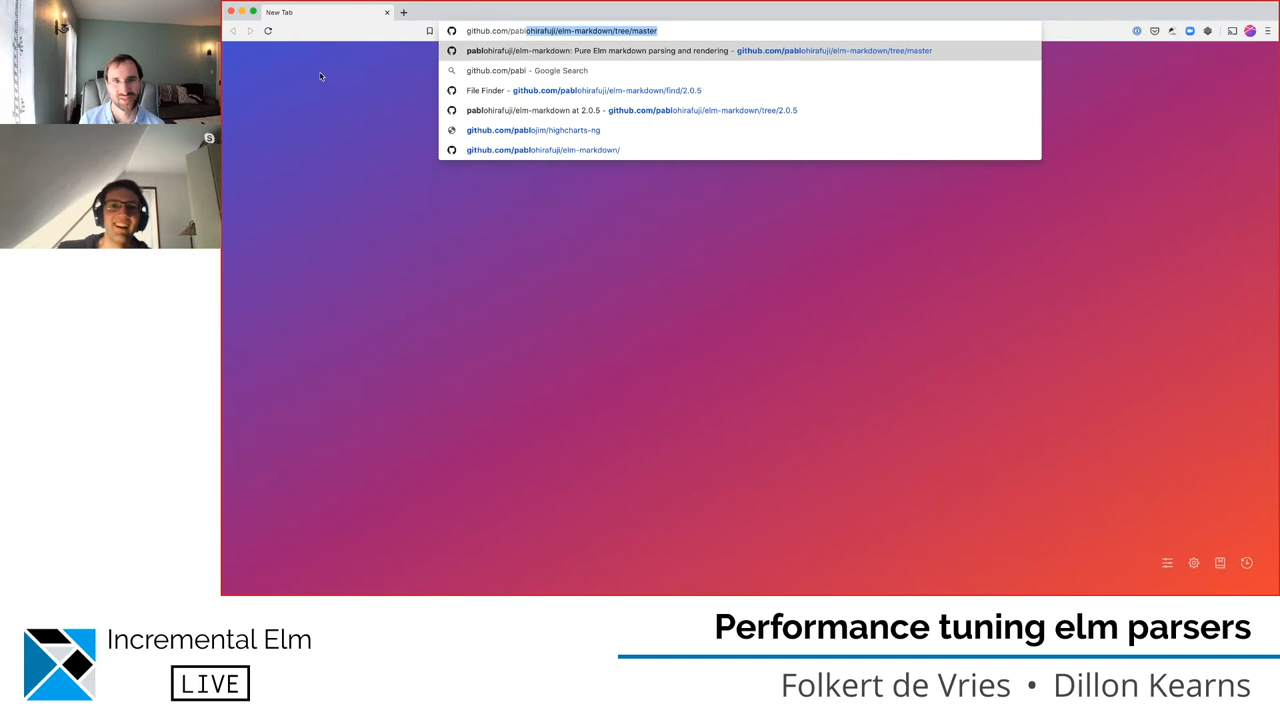 New Tab
github.com/pablohirafuji/elm-markdown/tree/master
pablohirafuji/elm-markdown: Pure Elm markdown parsing and rendering - github.com/pablohirafuji/elm-markdown/tree/master
github.com/pabl - Google Search
File Finder - github.com/pablohirafuji/elm-markdown/find/2.0.5
pablohirafuji/elm-markdown at 2.0.5 - github.com/pablohirafuji/elm-markdown/tree/2.0.5
github.com/pablojim/highcharts-ng
github.com/pablohirafuji/elm-markdown/
Incremental Elm
LIVE
Performance tuning elm parsers
Folkert de Vries • Dillon Kearns